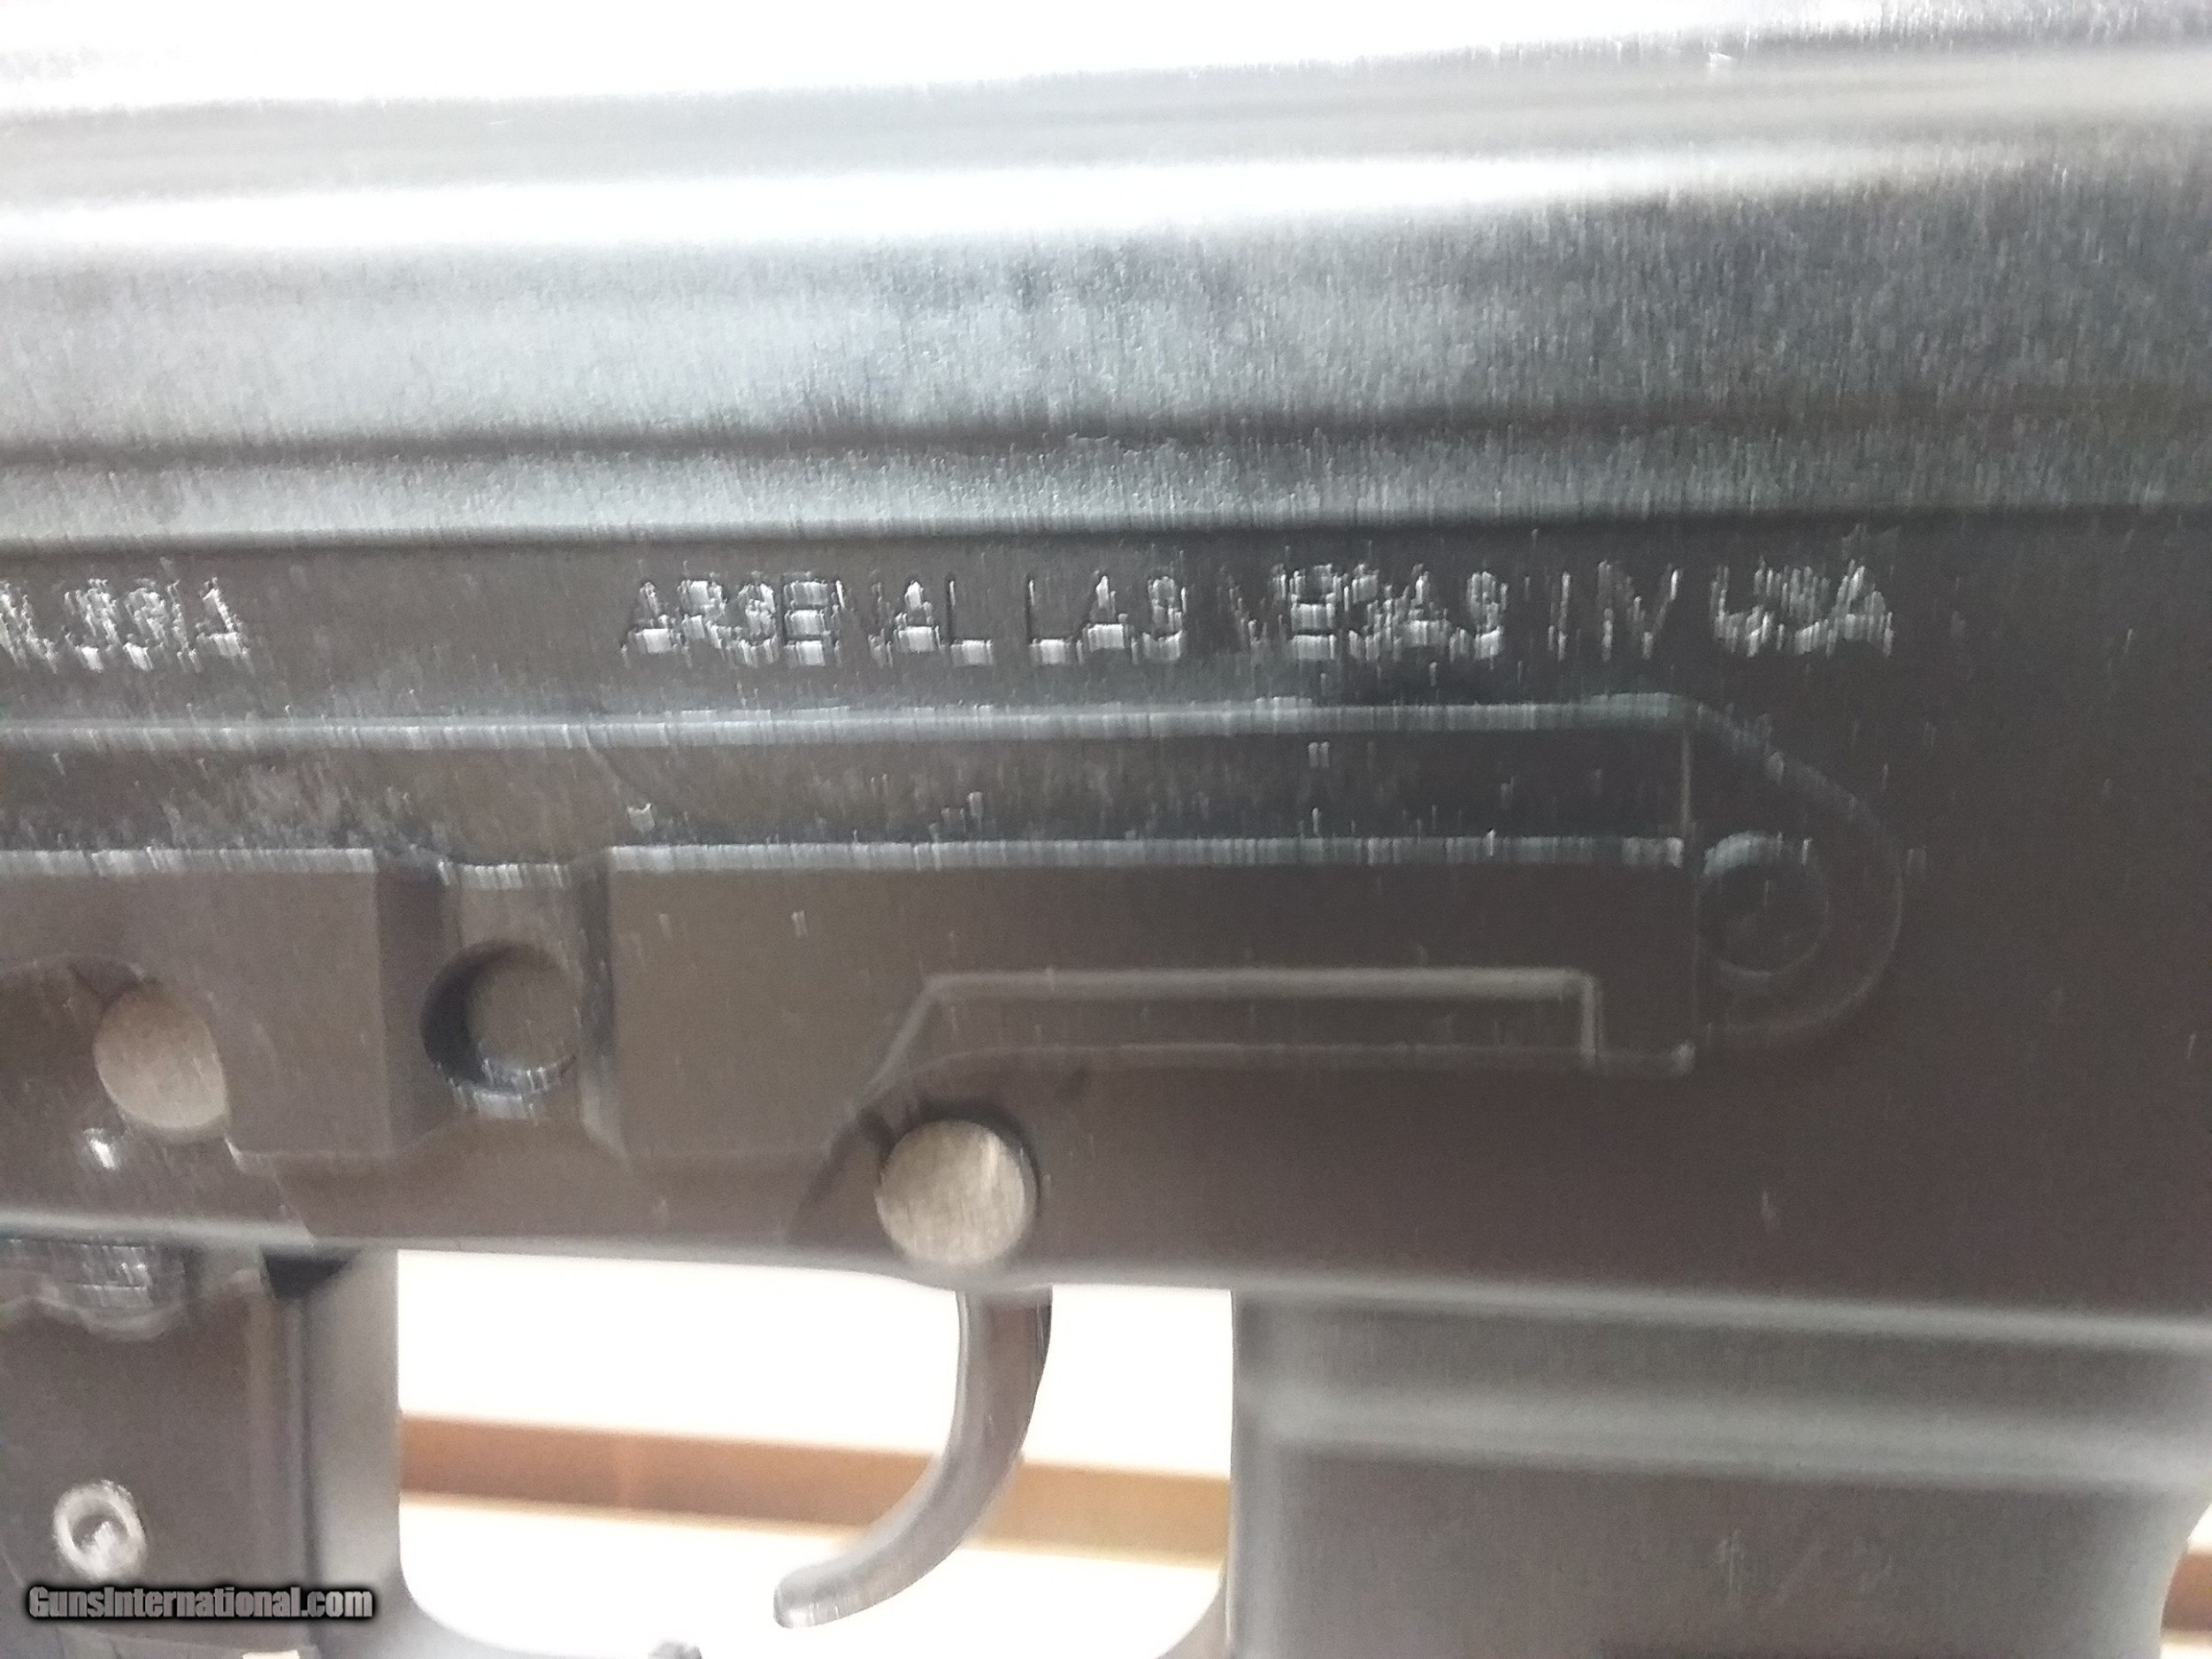 ARSENAL LAS VEGAS NV USA
GunsInternational.com